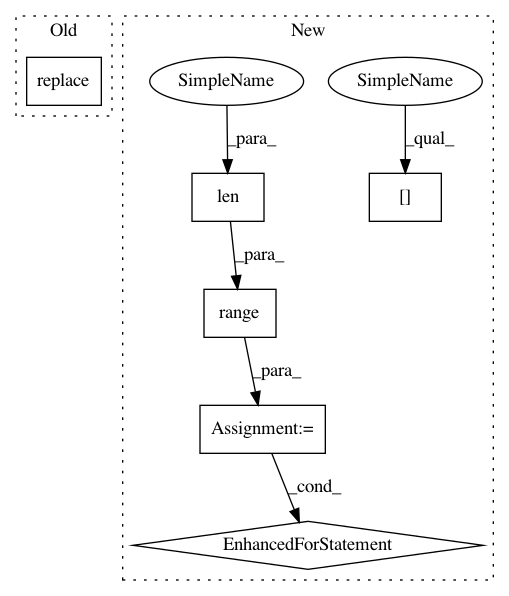 Old
New
replace
SimpleName
SimpleName
_para_
_qual_
len
[]
_para_
range
_para_
Assignment:=
_cond_
EnhancedForStatement